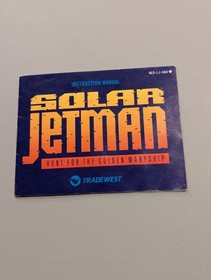 NES-LJ-USA
INSTRUCTION MANUAL
SOLAR
JETMAN
HUNT FOR THE GOLDEN WARPSHIP
TRADEWEST